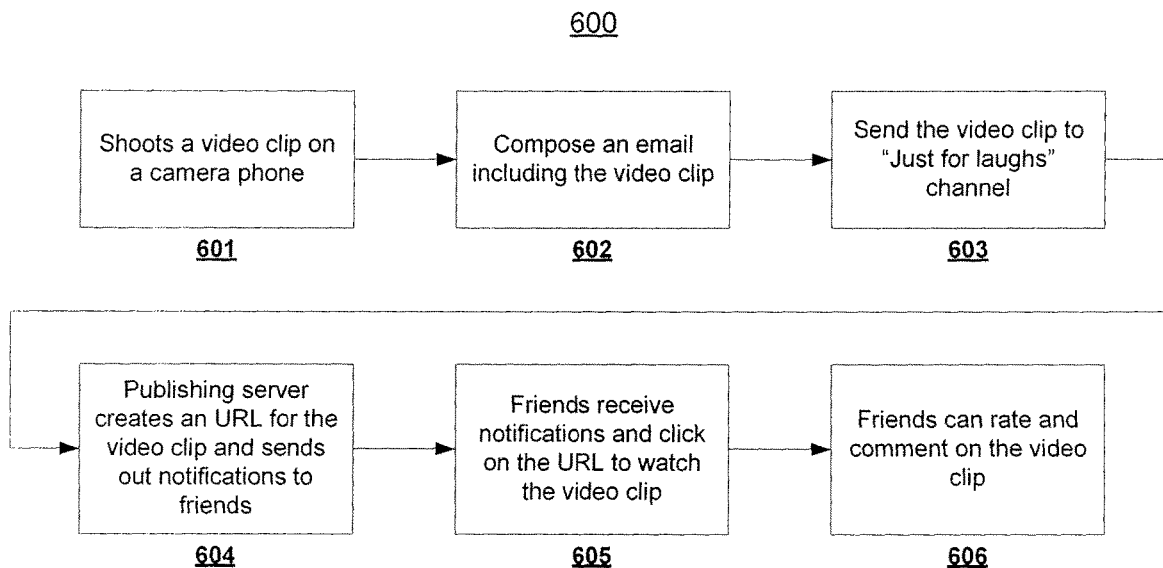 600
Shoots a video clip on
a camera phone
601
Compose an email
including the video clip
602
Send the video clip to
“Just for laughs”
channel
603
Publishing server
creates an URL for the
video clip and sends
out notifications to
friends
604
Friends receive
notifications and click
on the URL to watch
the video clip
605
Friends can rate and
comment on the video
clip
606